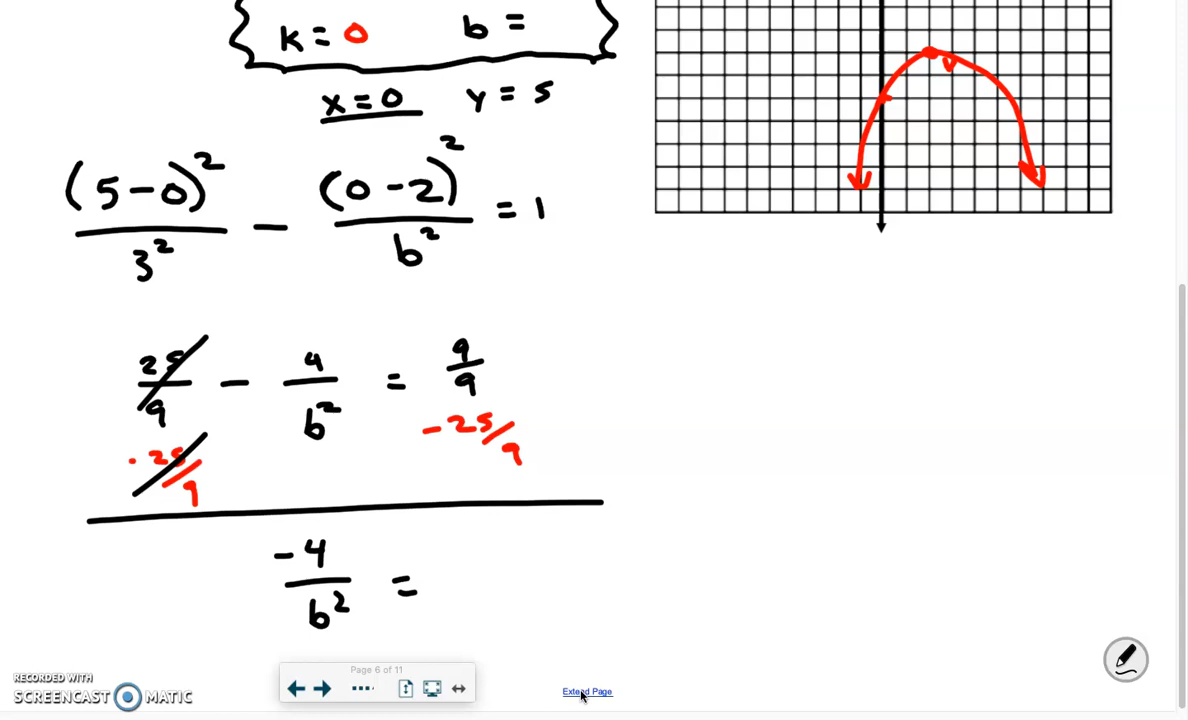 k = 0 b =
x = 0 y = 5
(5 - 0)² / 3² - (0 - 2)² / b² = 1
25/9 - 4/b² = 9/9
- 25/9 - 25/9
-4/b² =
V
Page 6 of 11
Extend Page
RECORDED WITH
SCREENCAST MATIC